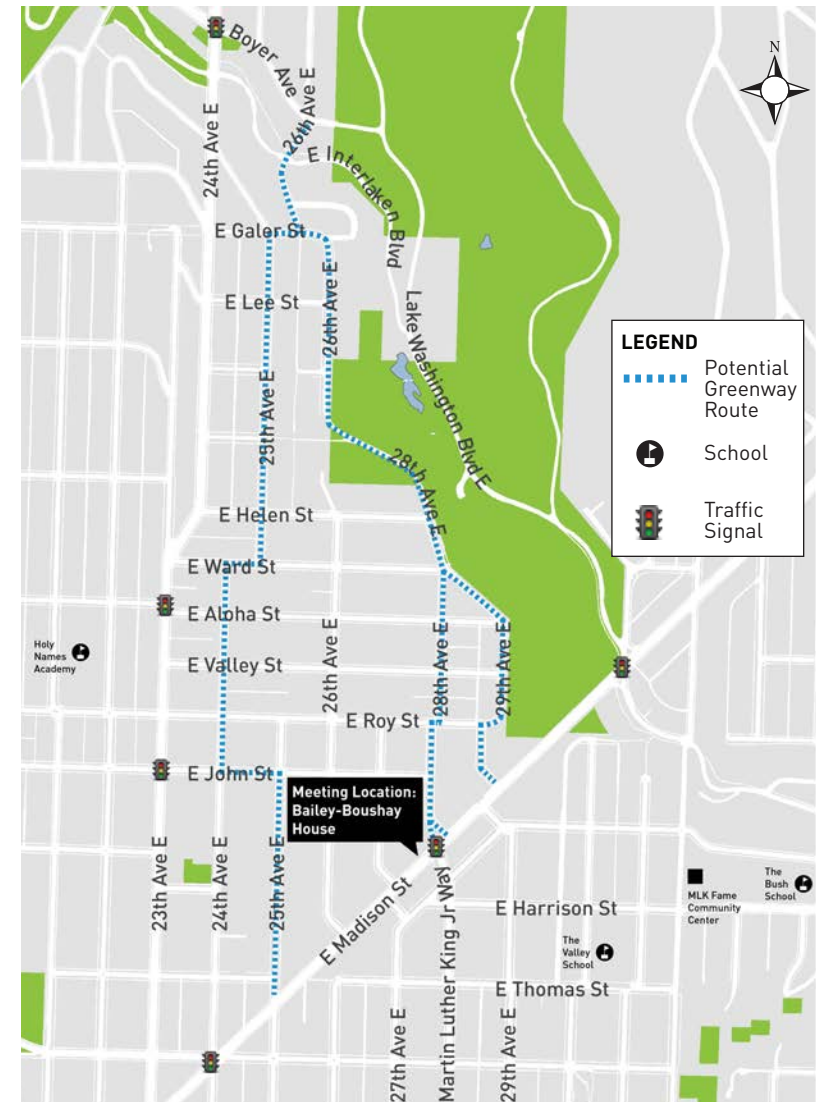 N
Boyer Ave
26th Ave E
24th Ave E
E Interlaken Blvd
E Galer St
E Lee St
26th Ave E
Lake Washington Blvd E
LEGEND
Potential
Greenway
Route
School
Traffic
Signal
25th Ave E
28th Ave E
E Helen St
E Ward St
E Aloha St
Holy
Names
Academy
E Valley St
26th Ave E
28th Ave E
29th Ave E
E Roy St
E John St
Meeting Location:
Bailey-Boushay
House
23th Ave E
24th Ave E
25th Ave E
E Madison St
Martin Luther King Jr Way
E Harrison St
MLK Fame
Community
Center
The
Bush
School
The
Valley
School
E Thomas St
27th Ave E
29th Ave E